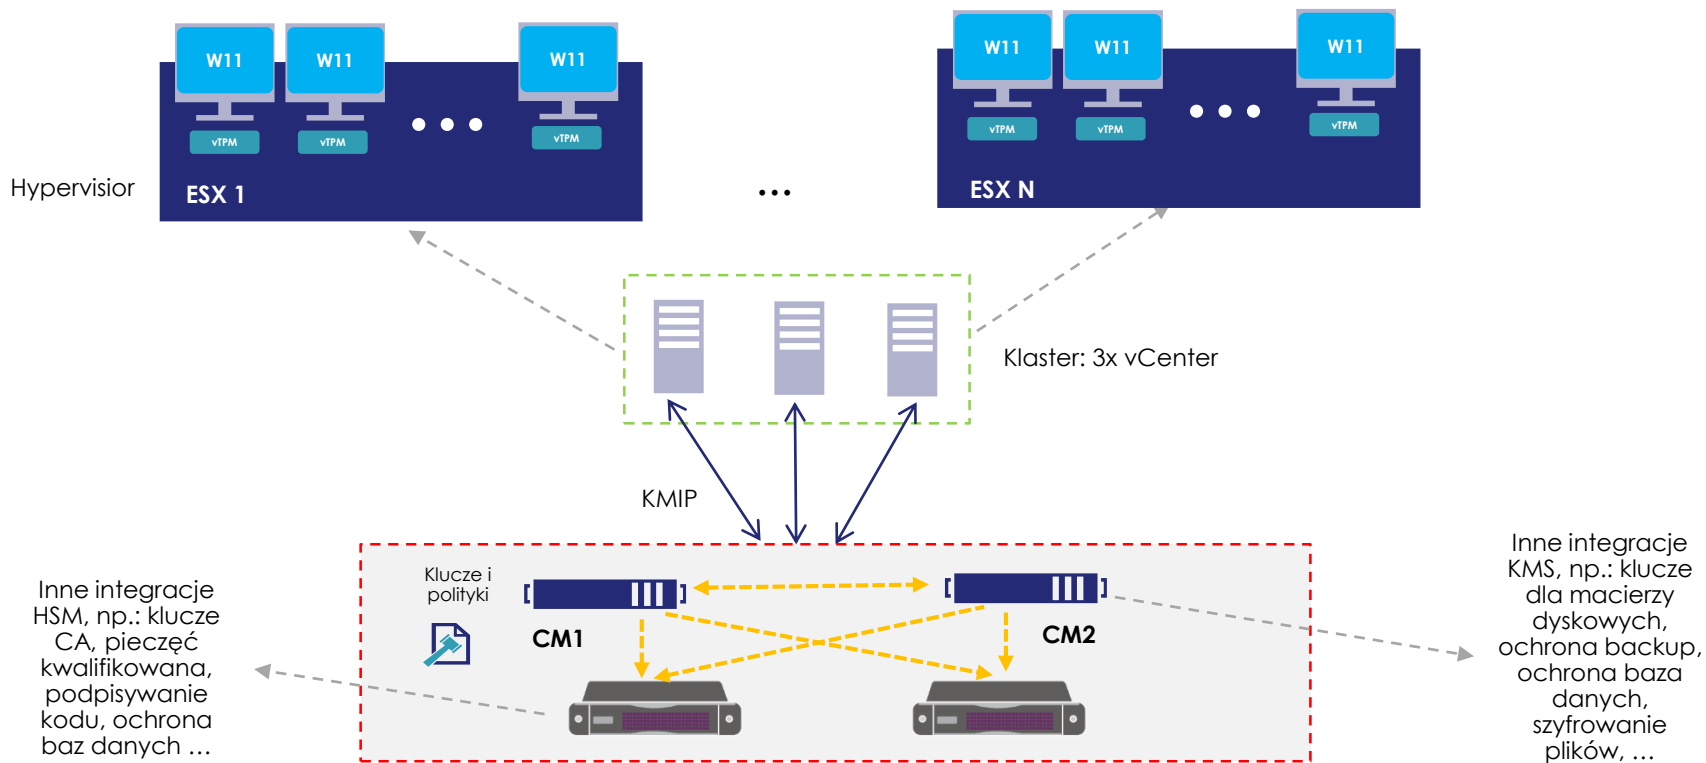 W11
W11
W11
vTPM
vTPM
vTPM
ESX 1
W11
W11
W11
vTPM
vTPM
vTPM
ESX N
Hypervisior
...
Klaster: 3x vCenter
KMIP
Klucze i
polityki
CM1
CM2
Inne integracje
HSM, np.: klucze
CA, pieczęć
kwalifikowana,
podpisywanie
kodu, ochrona
baz danych ...
Inne integracje
KMS, np.: klucze
dla macierzy
dyskowych,
ochrona backup,
ochrona baza
danych,
szyfrowanie
plików, ...